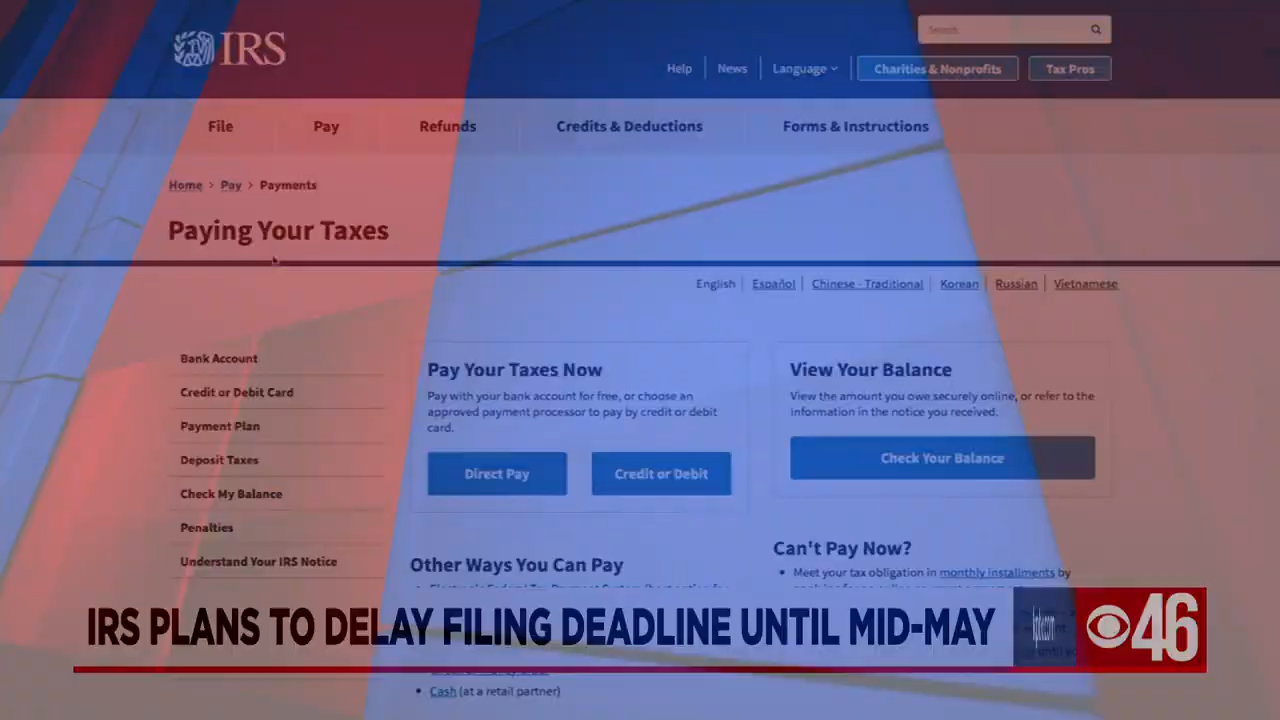 IRS
Search
Help
News
Language
Charities & Nonprofits
Tax Pros
File
Pay
Refunds
Credits & Deductions
Forms & Instructions
Home > Pay > Payments
Paying Your Taxes
English
Español
Chinese - Traditional
Korean
Russian
Vietnamese
Bank Account
Credit or Debit Card
Payment Plan
Deposit Taxes
Check My Balance
Penalties
Understand Your IRS Notice
Pay Your Taxes Now
Pay with your bank account for free, or choose an
approved payment processor to pay by credit or debit
card.
Direct Pay
Credit or Debit
View Your Balance
View the amount you owe securely online, or refer to the
information in the notice you received.
Check Your Balance
Other Ways You Can Pay
Can't Pay Now?
• Meet your tax obligation in monthly installments by
IRS PLANS TO DELAY FILING DEADLINE UNTIL MID-MAY
46
• Cash (at a retail partner)